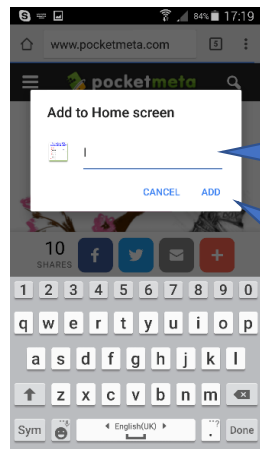 84% 17:19
www.pocketmeta.com 5
pocketmeta
Add to Home screen
CANCEL ADD
10
SHARES
1 2 3 4 5 6 7 8 9 0
q w e r t y u i o p
a s d f g h j k l
z x c v b n m
Sym English(UK) .?  Done